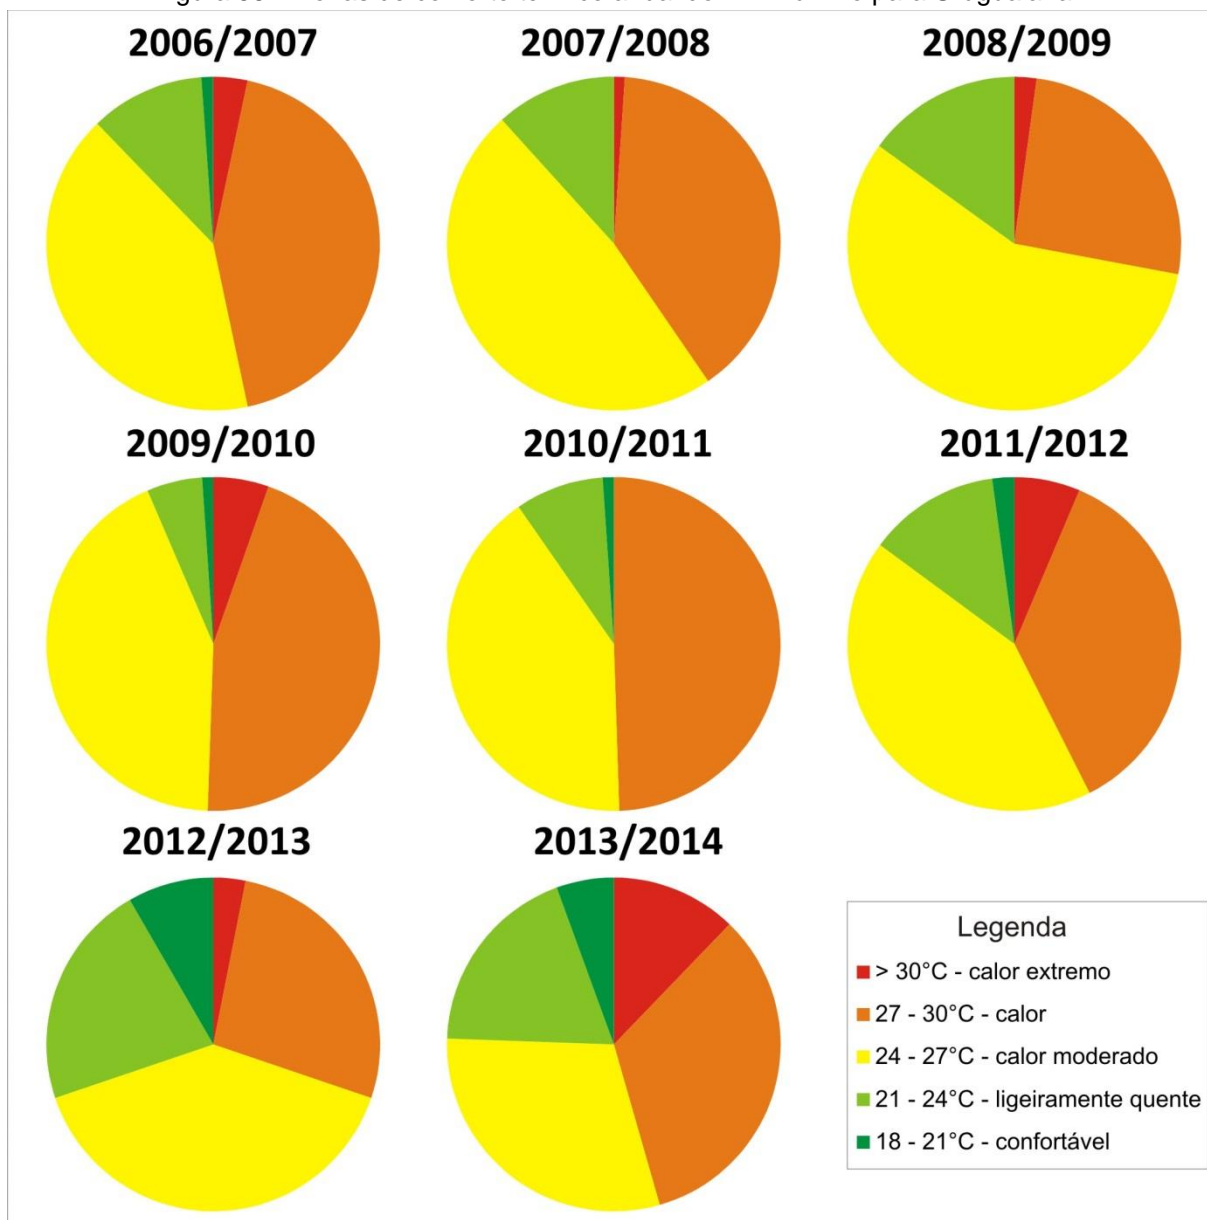 2006/2007 2007/2008 2008/2009
2009/2010 2010/2011 2011/2012
2012/2013 2013/2014
Legenda
> 30°C - calor extremo
27 - 30°C - calor
24 - 27°C - calor moderado
21 - 24°C - ligeiramente quente
18 - 21°C - confortável